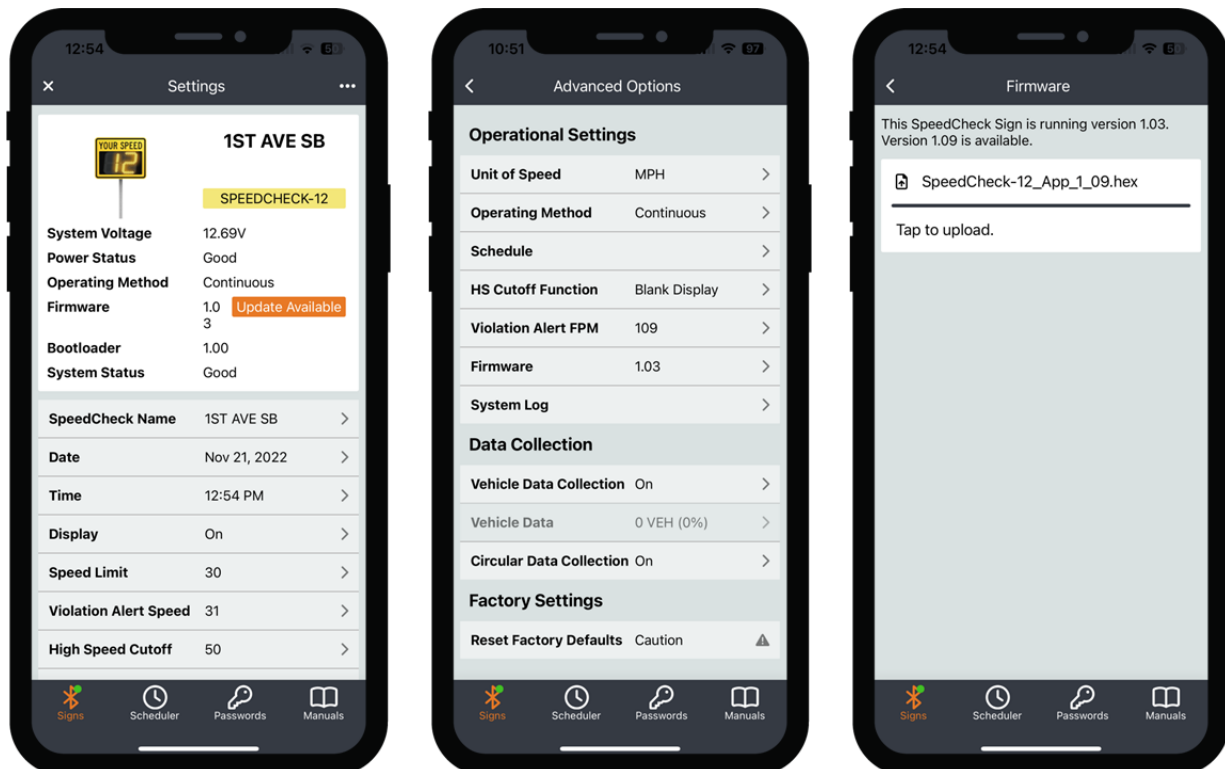 12:54
Settings
YOUR SPEED
12
1ST AVE SB
SPEEDCHECK-12
System Voltage 12.69V
Power Status Good
Operating Method Continuous
Firmware 1.0 Update Available
3
Bootloader 1.00
System Status Good
SpeedCheck Name 1ST AVE SB
Date Nov 21, 2022
Time 12:54 PM
Display On
Speed Limit 30
Violation Alert Speed 31
High Speed Cutoff 50
Signs Scheduler Passwords Manuals
10:51 97
Advanced Options
Operational Settings
Unit of Speed MPH
Operating Method Continuous
Schedule
HS Cutoff Function Blank Display
Violation Alert FPM 109
Firmware 1.03
System Log
Data Collection
Vehicle Data Collection On
Vehicle Data 0 VEH (0%)
Circular Data Collection On
Factory Settings
Reset Factory Defaults Caution
Signs Scheduler Passwords Manuals
12:54
Firmware
This SpeedCheck Sign is running version 1.03.
Version 1.09 is available.
SpeedCheck-12_App_1_09.hex
Tap to upload.
Signs Scheduler Passwords Manuals